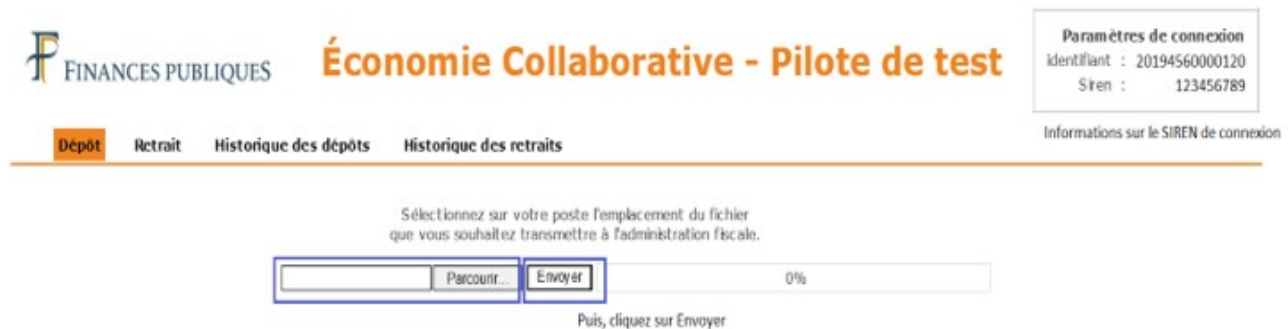 FINANCES PUBLIQUES
Économie Collaborative - Pilote de test
Paramètres de connexion
Identifiant : 20194560000120
Siren : 123456789
Informations sur le SIREN de connexion
Dépôt Retrait Historique des dépôts Historique des retraits
Sélectionnez sur votre poste l'emplacement du fichier
que vous souhaitez transmettre à l'administration fiscale.
Parcourir... Envoyer 0%
Puis, cliquez sur Envoyer